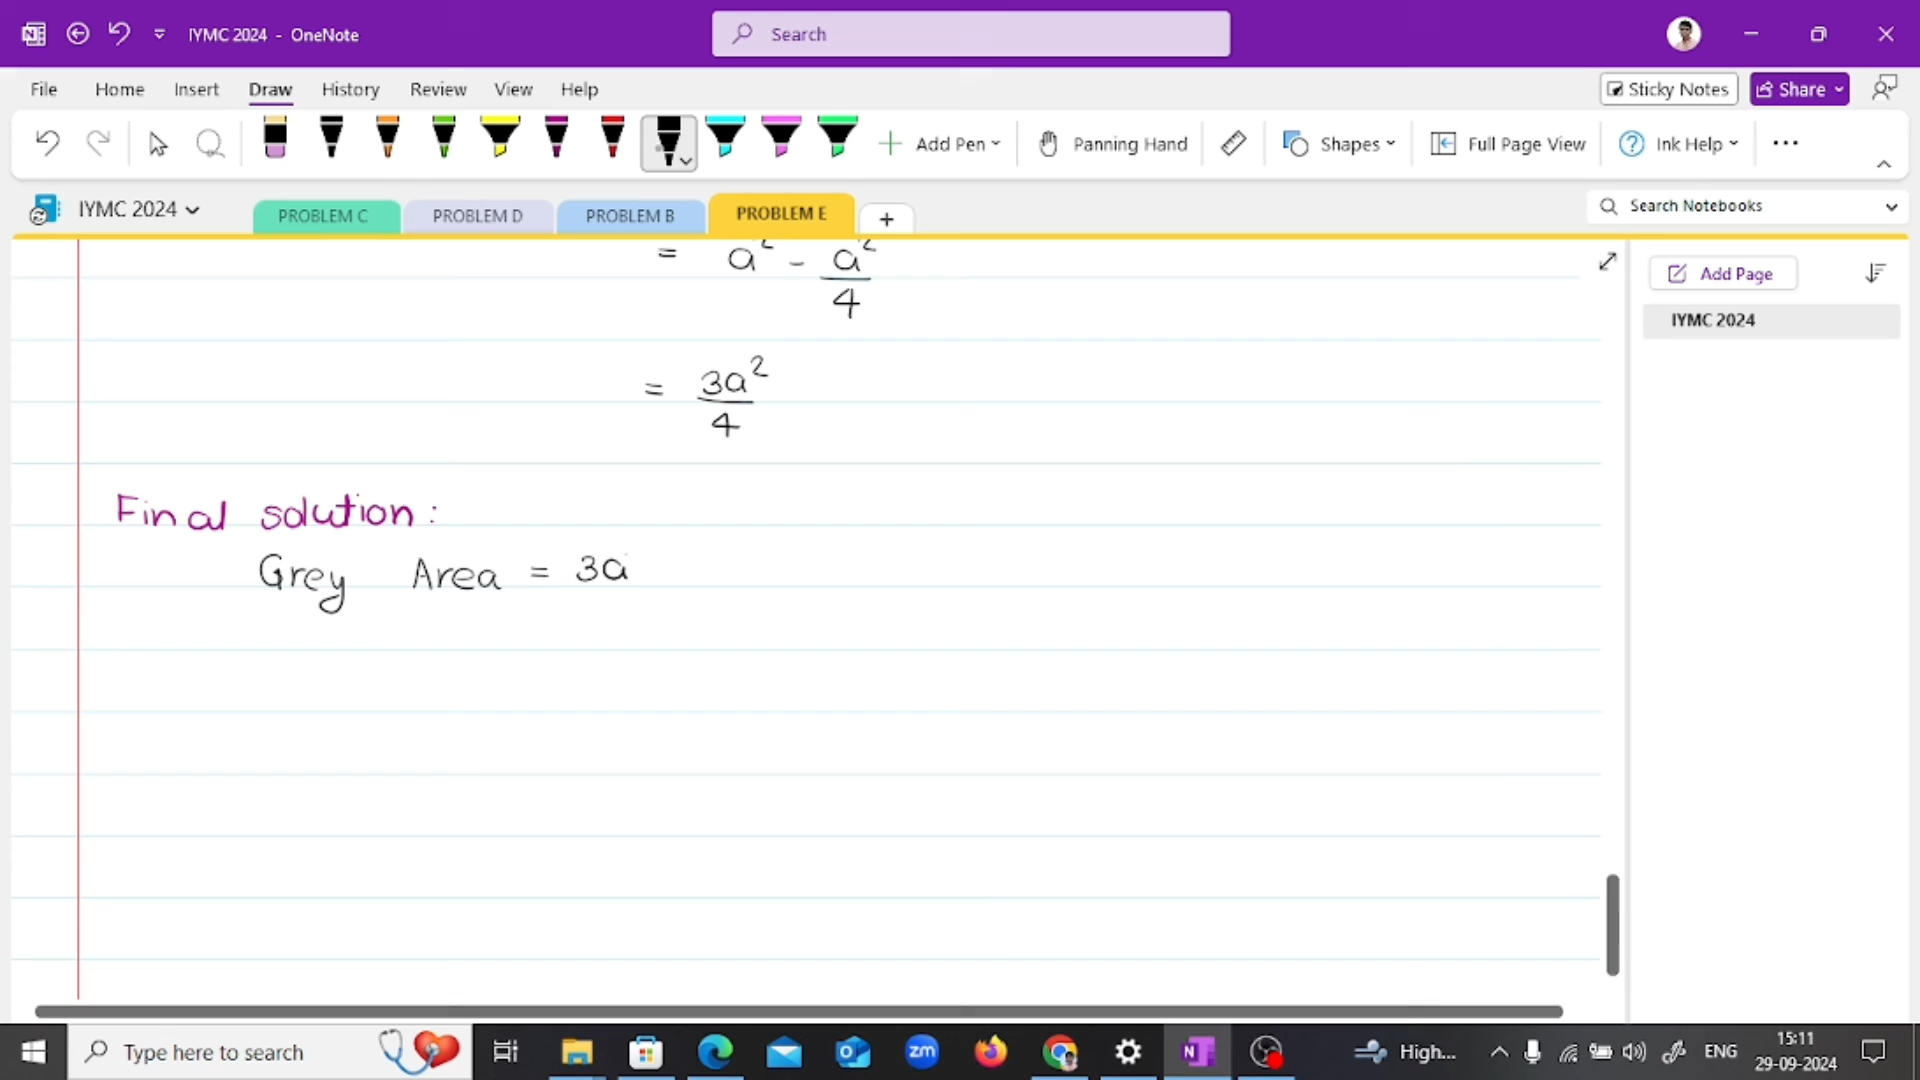 IYMC 2024 - OneNote
Search
File Home Insert Draw History Review View Help
Sticky Notes Share
Add Pen Panning Hand Shapes Full Page View Ink Help
IYMC 2024
PROBLEM C PROBLEM D PROBLEM B PROBLEM E +
Search Notebooks
Add Page
IYMC 2024
= a² - a²/4
= 3a²/4
Final solution:
Grey Area = 3a
Type here to search
zm
N
High...
ENG
15:11
29-09-2024